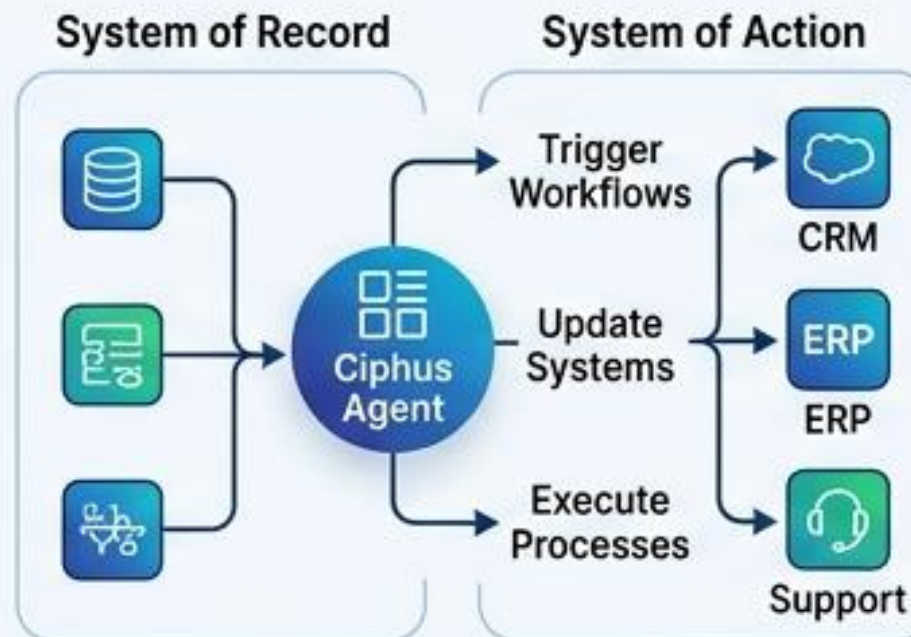 System of Record
System of Action
Trigger
Workflows
CRM
Ciphus
Agent
Update
Systems
ERP
ERP
Execute
Processes
Support